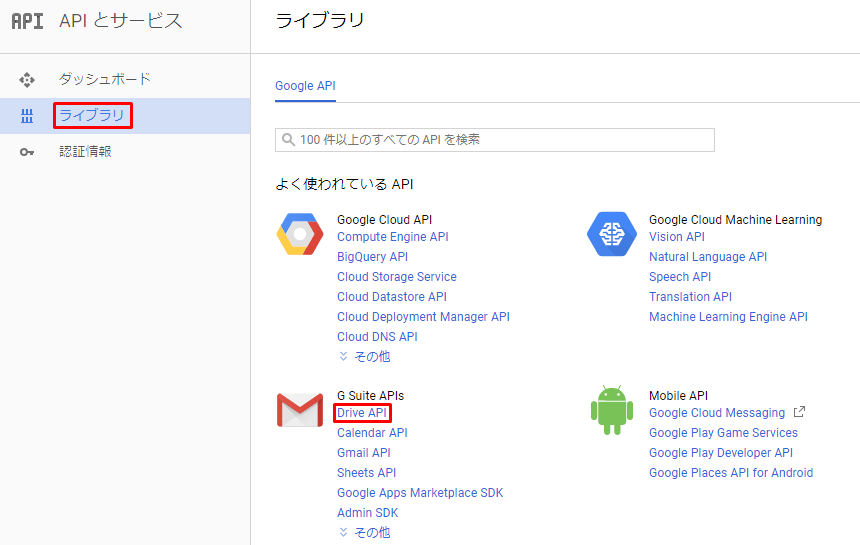 API APIとサービス
ダッシュボード
ライブラリ
認証情報
ライブラリ
Google API
100 件以上のすべての API を検索
よく使われている API
Google Cloud API
Compute Engine API
BigQuery API
Cloud Storage Service
Cloud Datastore API
Cloud Deployment Manager API
Cloud DNS API
その他
Google Cloud Machine Learning
Vision API
Natural Language API
Speech API
Translation API
Machine Learning Engine API
G Suite APIs
Drive API
Calendar API
Gmail API
Sheets API
Google Apps Marketplace SDK
Admin SDK
その他
Mobile API
Google Cloud Messaging
Google Play Game Services
Google Play Developer API
Google Places API for Android